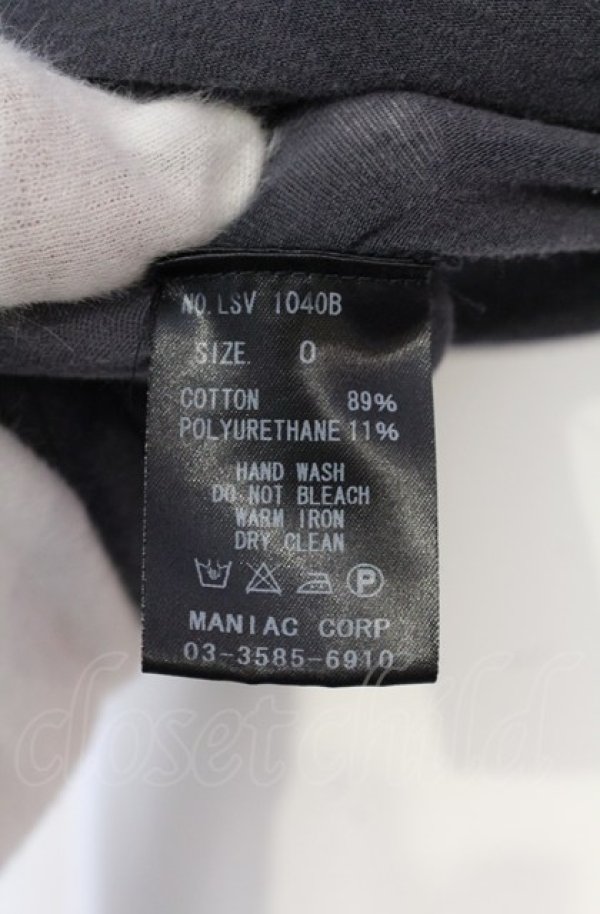 NO. LSV 1040B
SIZE. 0
COTTON 89%
POLYURETHANE 11%
HAND WASH
DO NOT BLEACH
WARM IRON
DRY CLEAN
P
MANIAC CORP
03-3585-6910
closetchild